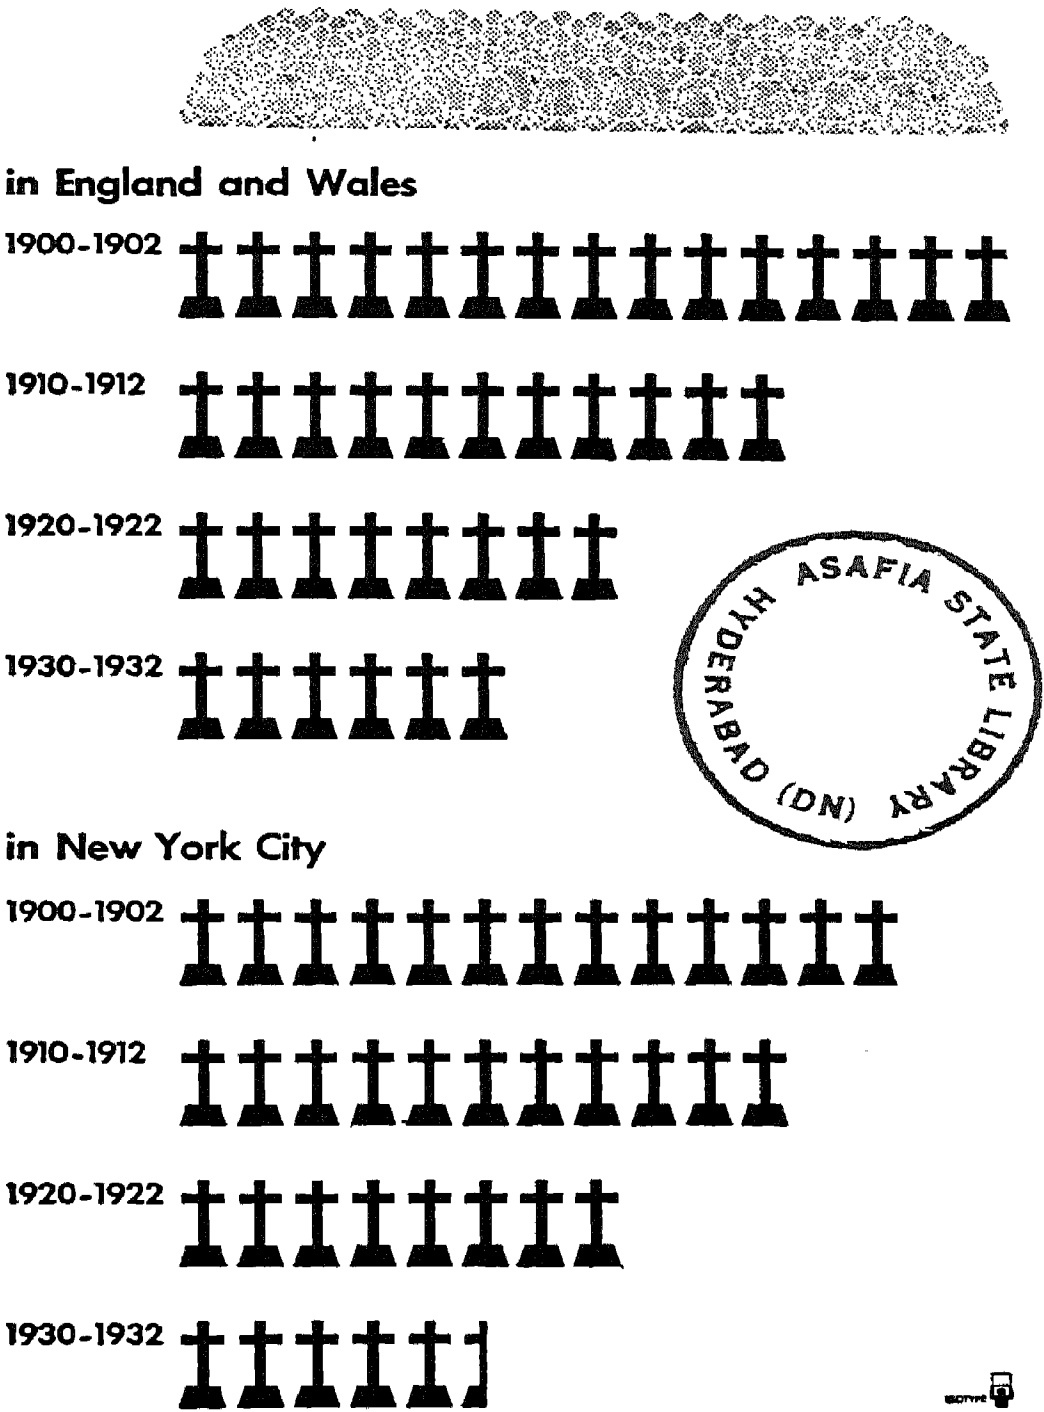 in England and Wales
1900-1902
1910-1912
1920-1922
1930-1932
HYDERABAD (DN) ASAFIA STATE LIBRARY
in New York City
1900-1902
1910-1912
1920-1922
1930-1932
ISOTYPE